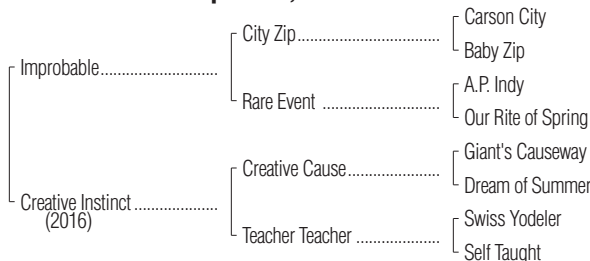 Carson City
City Zip
Baby Zip
Improbable
A.P. Indy
Rare Event
Our Rite of Spring
Giant's Causeway
Creative Cause
Dream of Summer
Creative Instinct
(2016)
Swiss Yodeler
Teacher Teacher
Self Taught